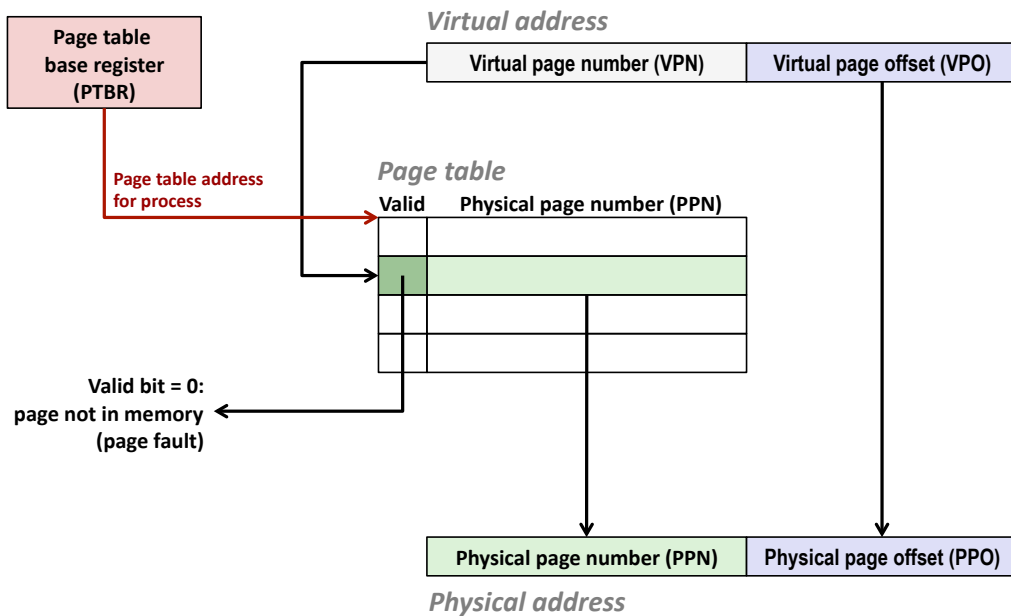 Virtual address
Page table
base register
(PTBR)
Virtual page number (VPN)
Virtual page offset (VPO)
Page table address
for process
Page table
Valid
Physical page number (PPN)
Valid bit = 0:
page not in memory
(page fault)
Physical page number (PPN)
Physical page offset (PPO)
Physical address